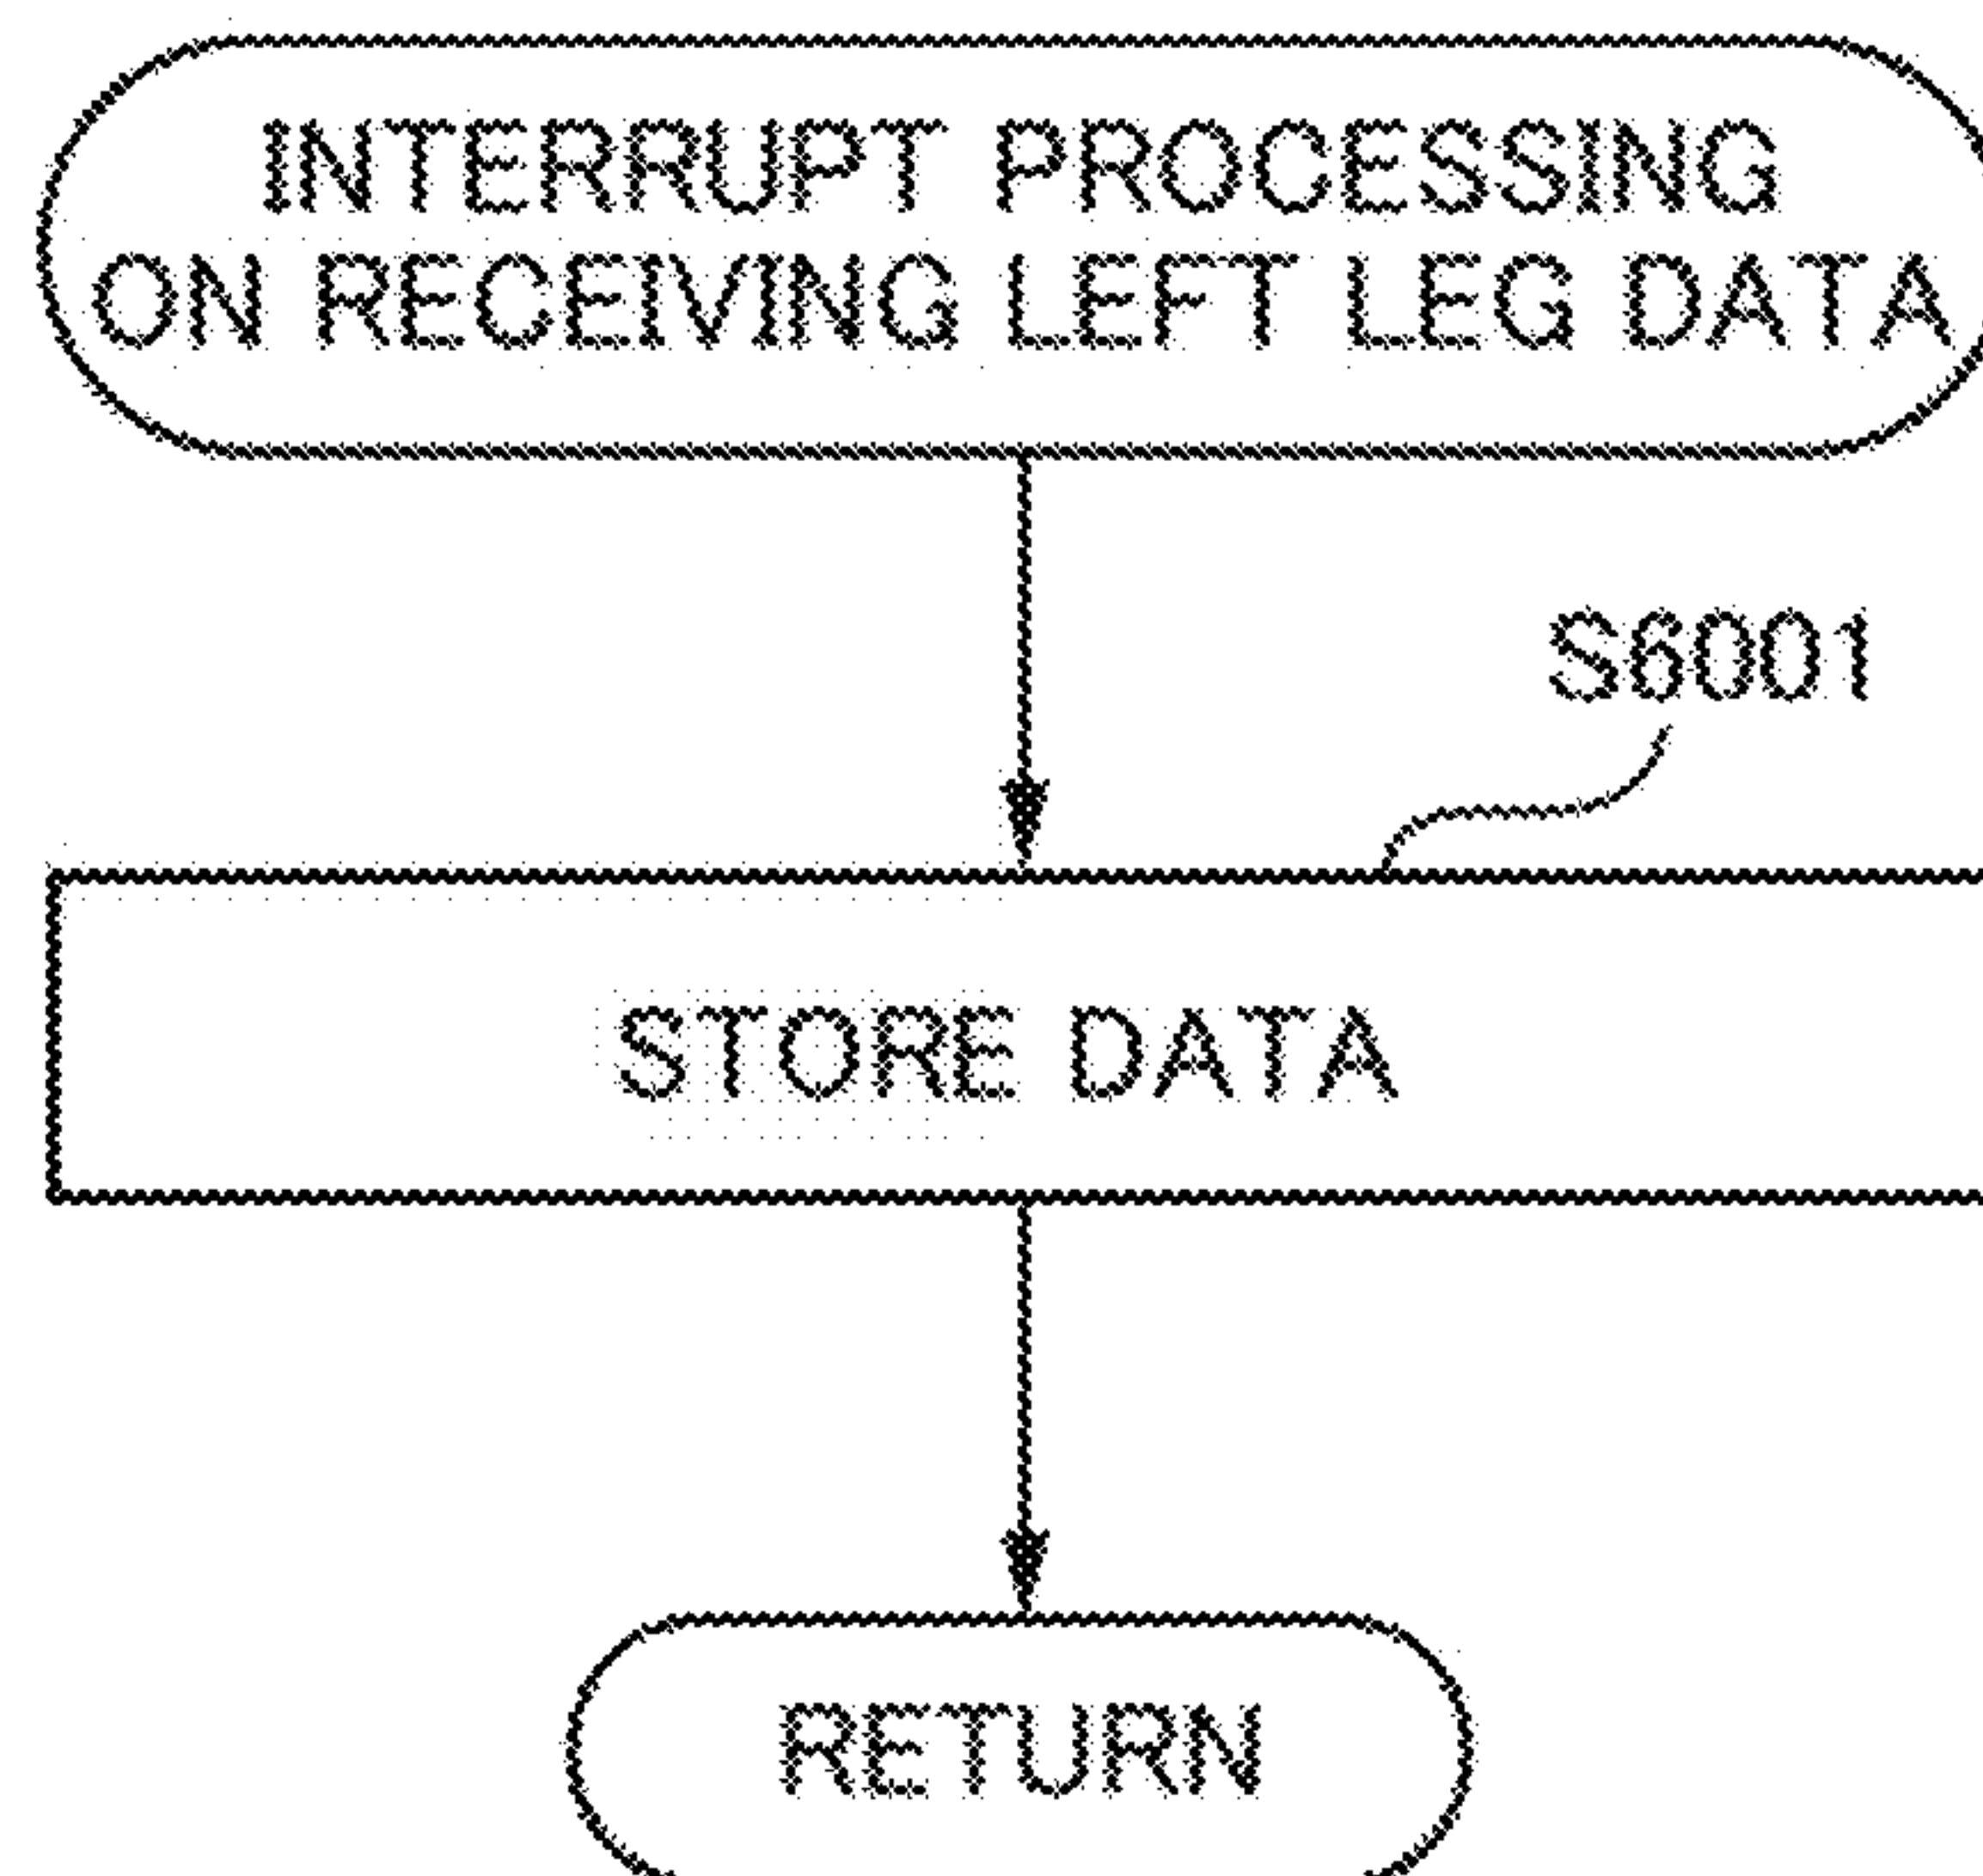 INTERRUPT PROCESSING
ON RECEIVING LEFT LEG DATA
S6001
STORE DATA
RETURN